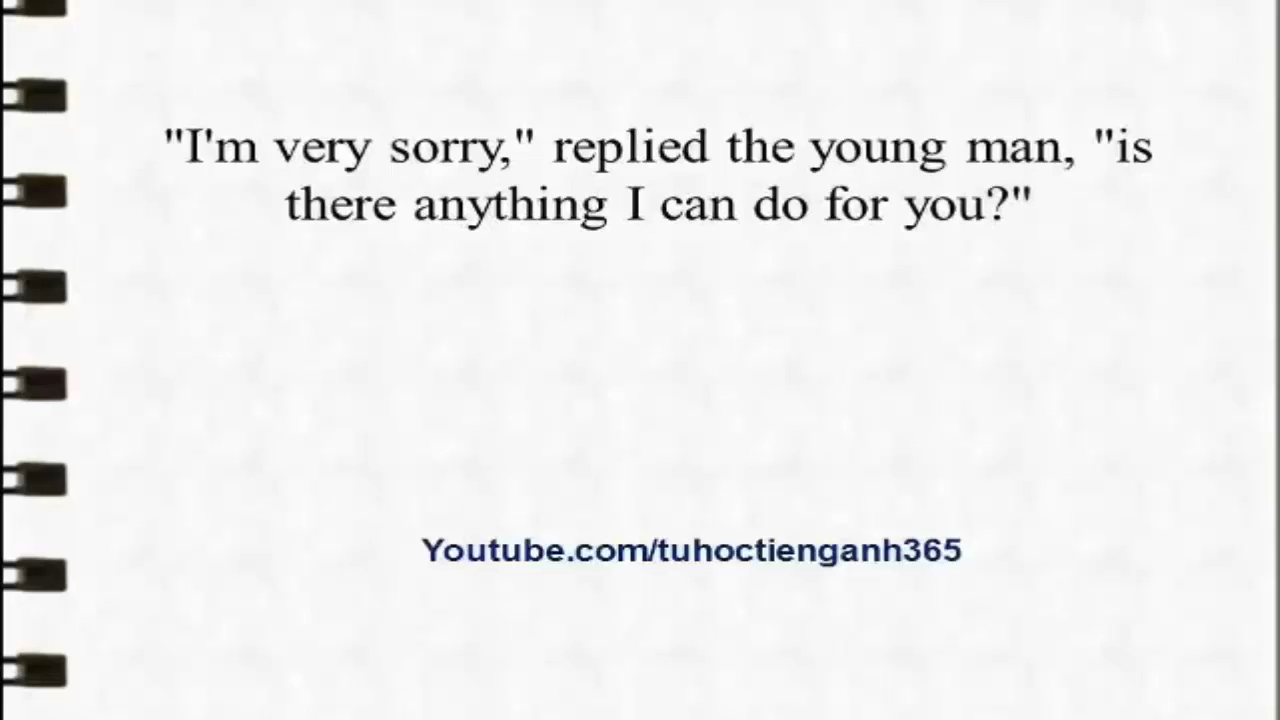 "I'm very sorry," replied the young man, "is
there anything I can do for you?"
Youtube.com/tuhoctienganh365